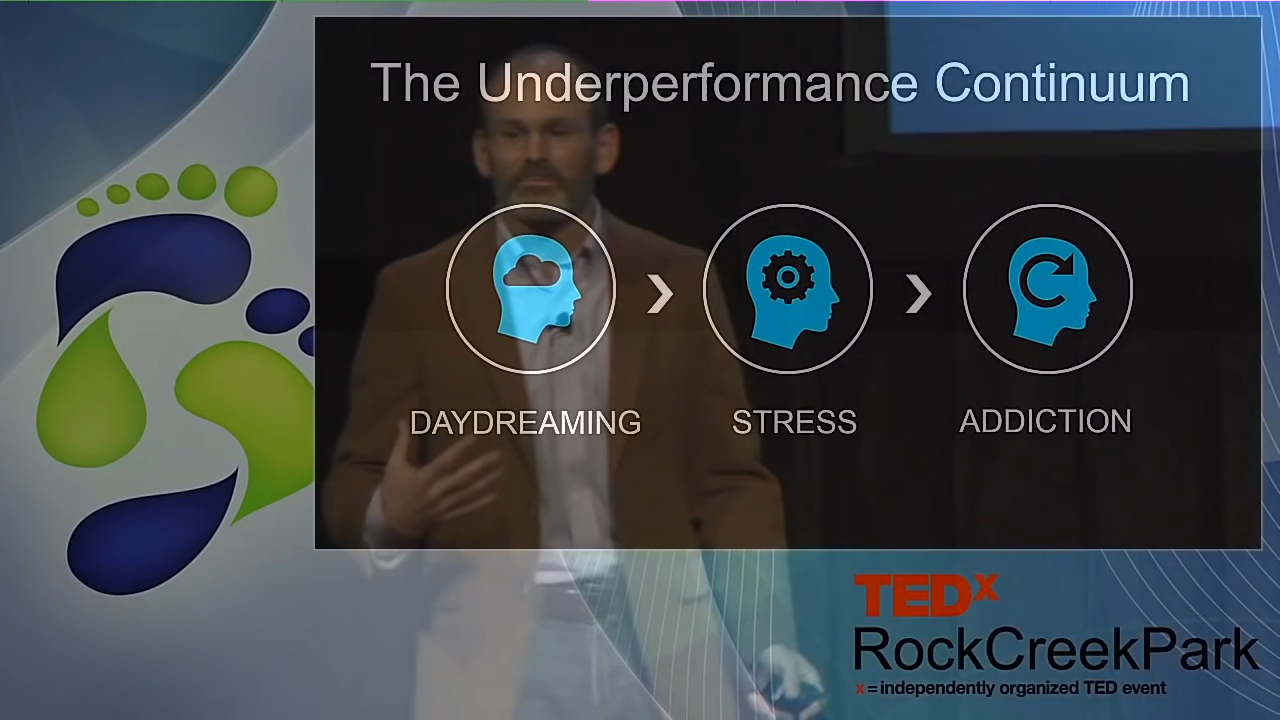 The Underperformance Continuum
DAYDREAMING
STRESS
ADDICTION
TEDx
RockCreekPark
x=independently organized TED event